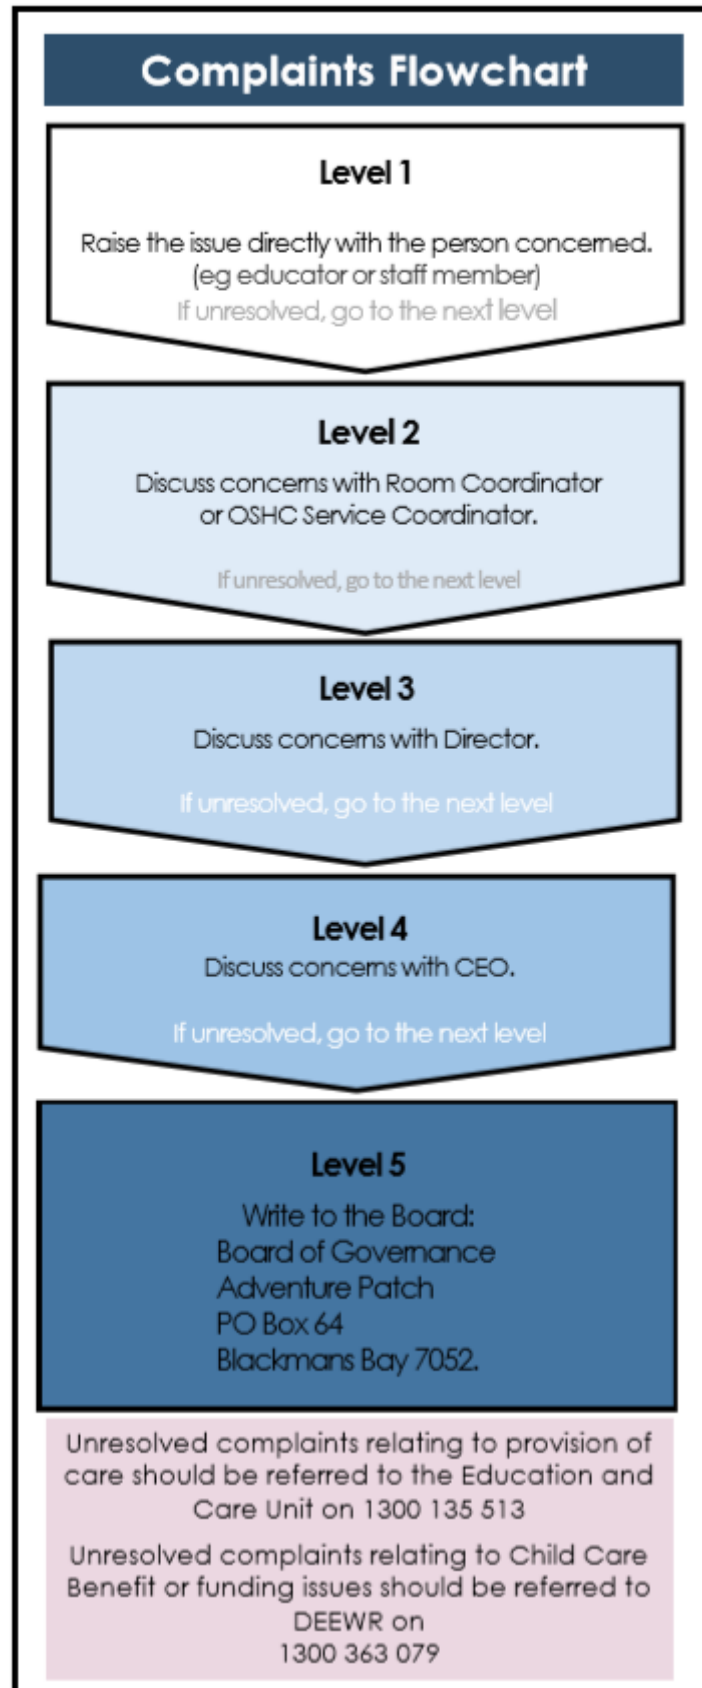 Complaints Flowchart
Level 1
Raise the issue directly with the person concerned.
(eg educator or staff member)
If unresolved, go to the next level
Level 2
Discuss concerns with Room Coordinator
or OSHC Service Coordinator.
If unresolved, go to the next level
Level 3
Discuss concerns with Director.
If unresolved, go to the next level
Level 4
Discuss concerns with CEO.
If unresolved, go to the next level
Level 5
Write to the Board:
Board of Governance
Adventure Patch
PO Box 64
Blackmans Bay 7052.
Unresolved complaints relating to provision of
care should be referred to the Education and
Care Unit on 1300 135 513
Unresolved complaints relating to Child Care
Benefit or funding issues should be referred to
DEEWR on
1300 363 079